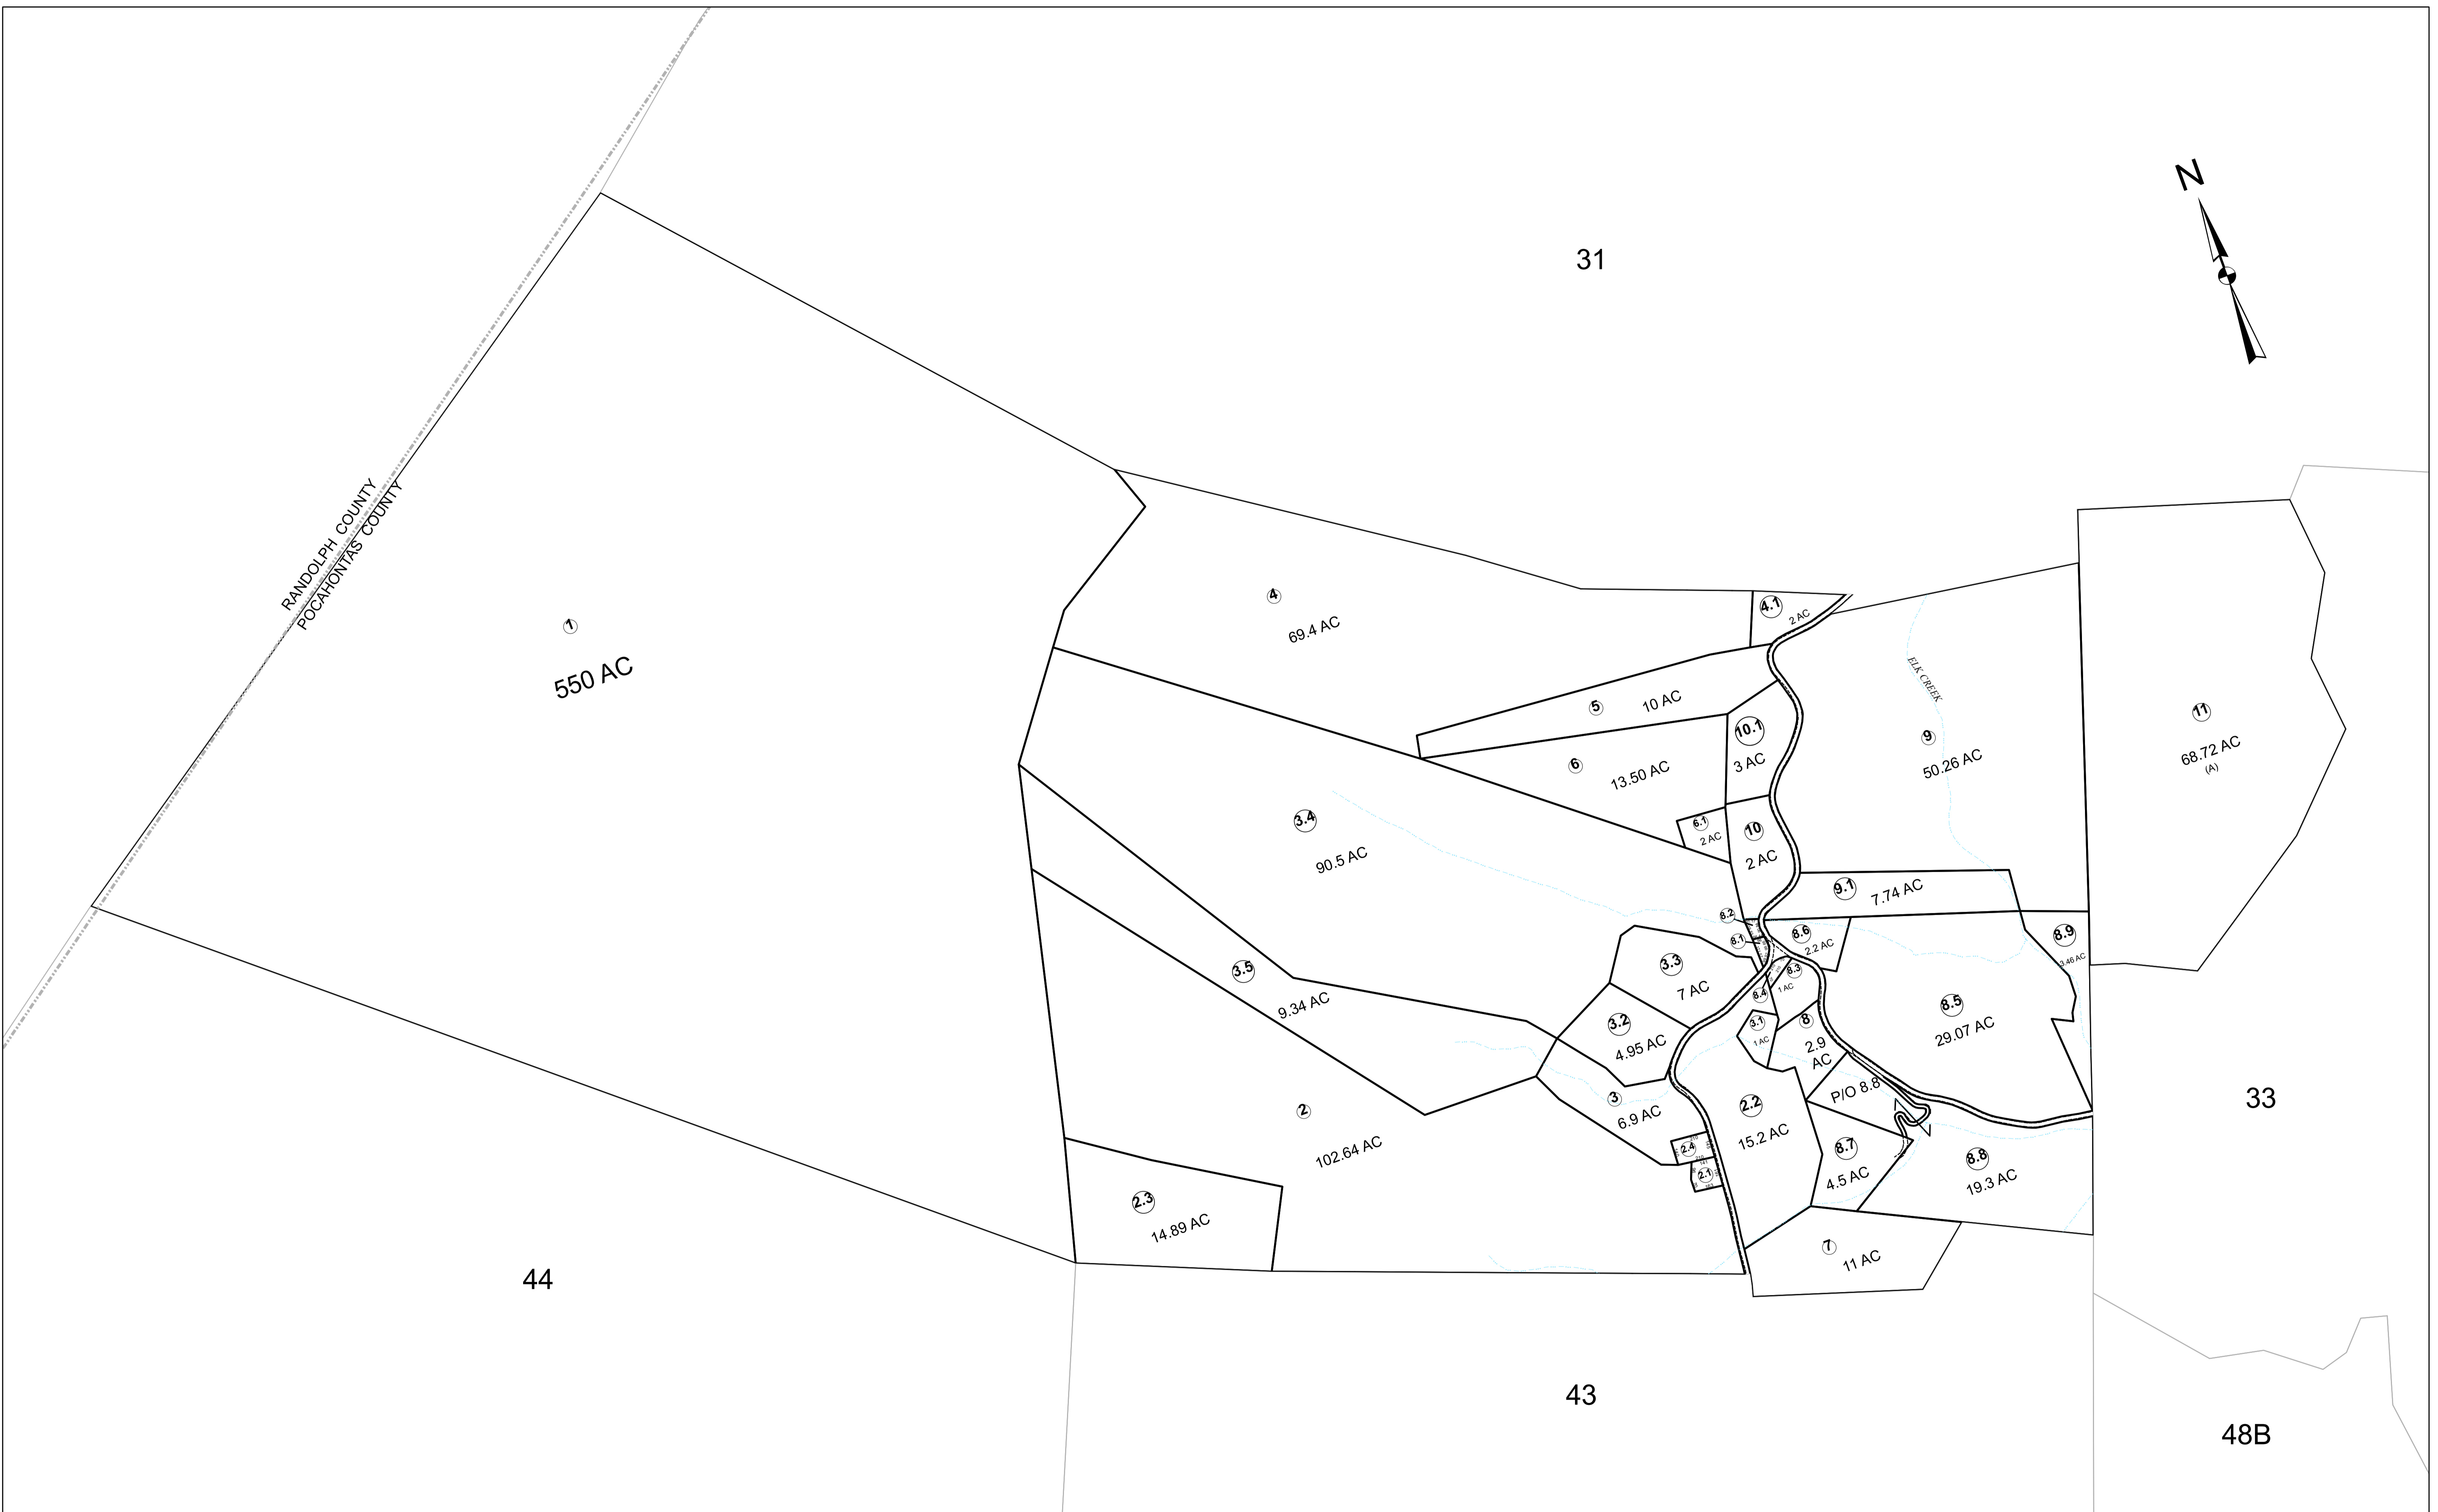 N
31
RANDOLPH COUNTY
POCAHONTAS COUNTY
1
550 AC
4
69.4 AC
4.1
2 AC
5
10 AC
10.1
3 AC
6
13.50 AC
6.1
2 AC
10
2 AC
ELK CREEK
9
50.26 AC
11
68.72 AC
(A)
3.4
90.5 AC
9.1
7.74 AC
8.2
8.1
8.6
2.2 AC
8.9
3.46 AC
3.5
9.34 AC
3.3
7 AC
8.3
1 AC
8.4
8.5
29.07 AC
3.2
4.95 AC
3.1
1 AC
8
2.9
AC
P/O 8.8
2
102.64 AC
3
6.9 AC
2.2
15.2 AC
2.4
210
2.1
147
8.7
4.5 AC
8.8
19.3 AC
2.3
14.89 AC
7
11 AC
33
44
43
48B